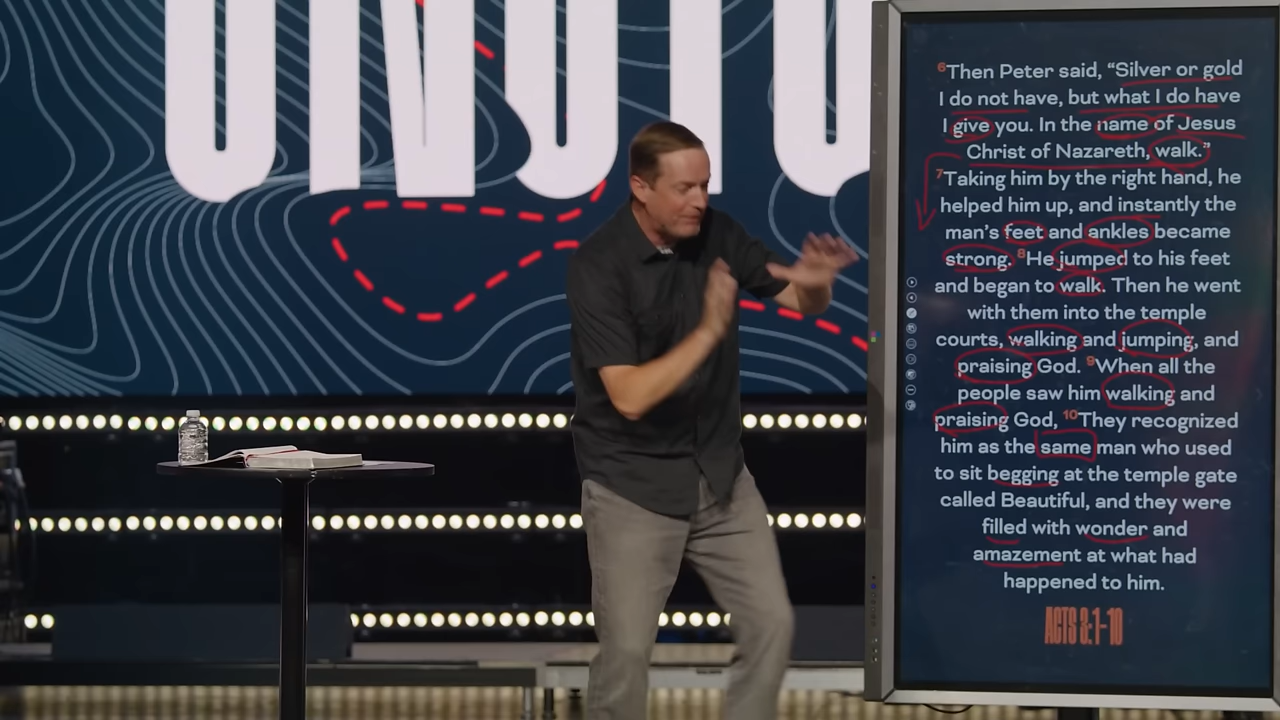 ⁶Then Peter said, “Silver or gold
I do not have, but what I do have
I give you. In the name of Jesus
Christ of Nazareth, walk.”
⁷Taking him by the right hand, he
helped him up, and instantly the
man’s feet and ankles became
strong. ⁸He jumped to his feet
and began to walk. Then he went
with them into the temple
courts, walking and jumping, and
praising God. ⁹When all the
people saw him walking and
praising God, ¹⁰They recognized
him as the same man who used
to sit begging at the temple gate
called Beautiful, and they were
filled with wonder and
amazement at what had
happened to him.
ACTS 3:1-10